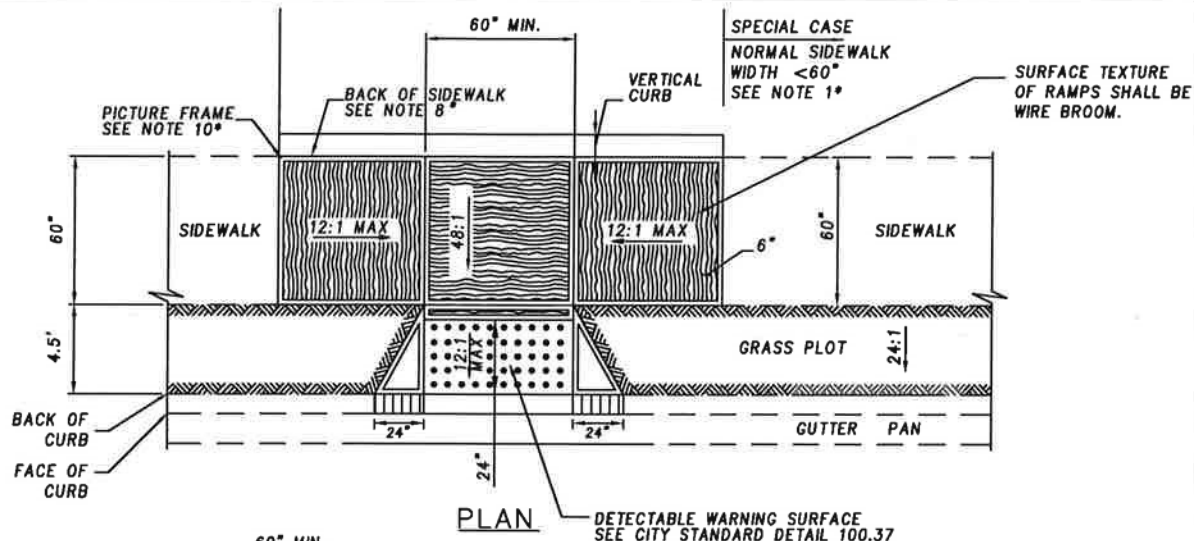 60" MIN.
SPECIAL CASE
NORMAL SIDEWALK
WIDTH <60"
SEE NOTE 1*
VERTICAL
CURB
SURFACE TEXTURE
OF RAMPS SHALL BE
WIRE BROOM.
BACK OF SIDEWALK
SEE NOTE 8*
PICTURE FRAME
SEE NOTE 10*
60"
SIDEWALK
12:1 MAX
48:1
12:1 MAX
6"
60"
SIDEWALK
4.5'
12:1
MAX
GRASS PLOT
24:1
BACK OF
CURB
FACE OF
CURB
24"
24"
24"
GUTTER PAN
PLAN
DETECTABLE WARNING SURFACE
SEE CITY STANDARD DETAIL 100.37
60" MIN.